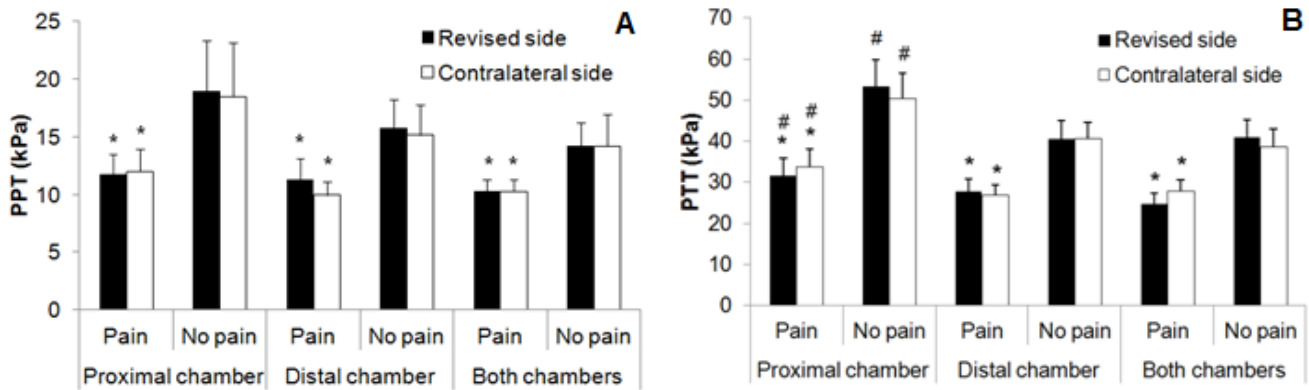 A
Revised side
Contralateral side
PPT (kPa)
25
20
15
10
5
0
* * * * * *
Pain No pain Pain No pain Pain No pain
Proximal chamber Distal chamber Both chambers
B
Revised side
Contralateral side
PTT (kPa)
70
60
50
40
30
20
10
0
# #
# #
* * * * * *
Pain No pain Pain No pain Pain No pain
Proximal chamber Distal chamber Both chambers